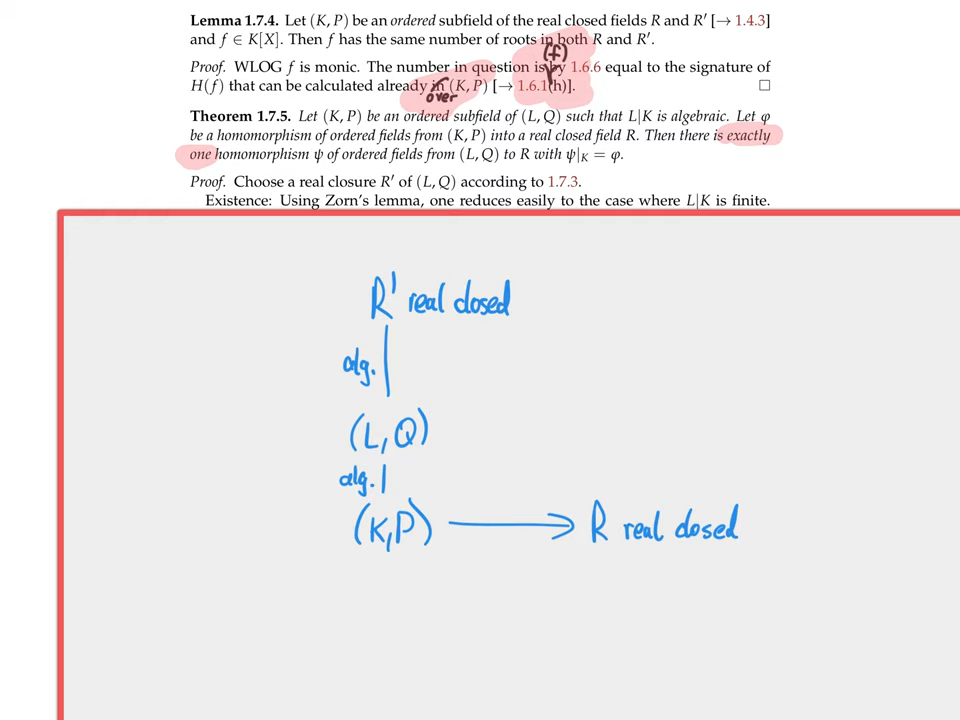 Lemma 1.7.4. Let (K, P) be an ordered subfield of the real closed fields R and R′ [→ 1.4.3]
and f ∈ K[X]. Then f has the same number of roots in both R and R′.
(f)
Proof. WLOG f is monic. The number in question is by 1.6.6 equal to the signature of
H(f) that can be calculated already in (K, P) [→ 1.6.1(h)]. □
over
Theorem 1.7.5. Let (K, P) be an ordered subfield of (L, Q) such that L|K is algebraic. Let φ
be a homomorphism of ordered fields from (K, P) into a real closed field R. Then there is exactly
one homomorphism ψ of ordered fields from (L, Q) to R with ψ|K = φ.
Proof. Choose a real closure R′ of (L, Q) according to 1.7.3.
Existence: Using Zorn's lemma, one reduces easily to the case where L|K is finite.
R' real closed
alg.
(L, Q)
alg.
(K, P) → R real closed